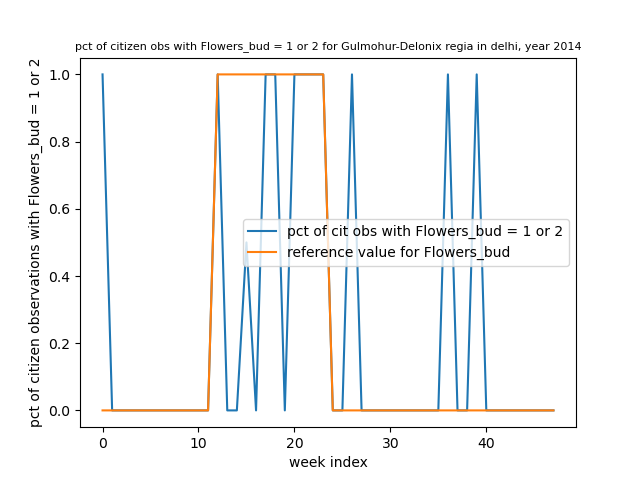 pct of citizen obs with Flowers_bud = 1 or 2 for Gulmohur-Delonix regia in delhi, year 2014
pct of citizen observations with Flowers_bud = 1 or 2
1.0
0.8
0.6
0.4
0.2
0.0
pct of cit obs with Flowers_bud = 1 or 2
reference value for Flowers_bud
0 10 20 30 40
week index